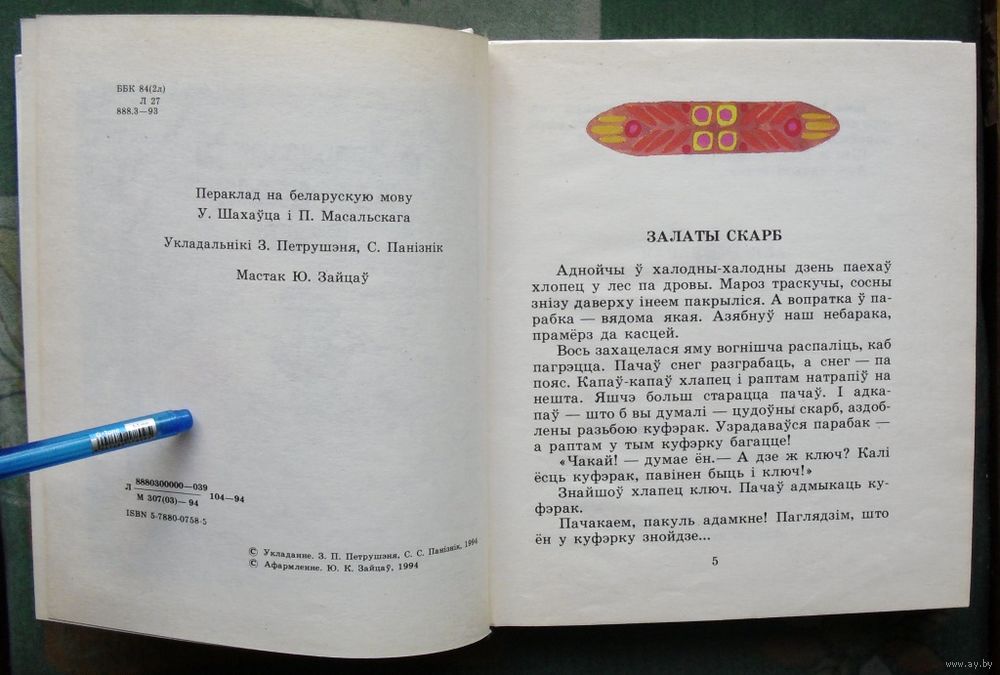 ББК 84(2л)
Л 27
888.3—93
Пераклад на беларускую мову
У. Шахаўца і П. Масальскага
Укладальнікі З. Петрушэня, С. Панізнік
Мастак Ю. Зайцаў
Л 8880300000—039
М 307(03)—94 104—94
ISBN 5-7880-0758-5
© Укладанне. З. П. Петрушэня, С. С. Панізнік, 1994
© Афармленне. Ю. К. Зайцаў, 1994
ЗАЛАТЫ СКАРБ
Аднойчы ў халодны-халодны дзень паехаў
хлопец у лес па дровы. Мароз траскучы, сосны
знізу даверху інеем пакрыліся. А вопратка ў па-
рабка — вядома якая. Азябнуў наш небарака,
прамёрз да касцей.
Вось захацелася яму вогнішча распаліць, каб
пагрэцца. Пачаў снег разграбаць, а снег — па
пояс. Капаў-капаў хлапец і раптам натрапіў на
нешта. Яшчэ больш старацца пачаў. І адка-
паў — што б вы думалі — цудоўны скарб, аздоб-
лены разьбою куфэрак. Узрадаваўся парабак —
а раптам у тым куфэрку багацце!
«Чакай! — думае ён.— А дзе ж ключ? Калі
ёсць куфэрак, павінен быць і ключ!»
Знайшоў хлапец ключ. Пачаў адмыкаць ку-
фэрак.
Пачакаем, пакуль адамкне! Паглядзім, што
ён у куфэрку знойдзе...
5
www.ay.by